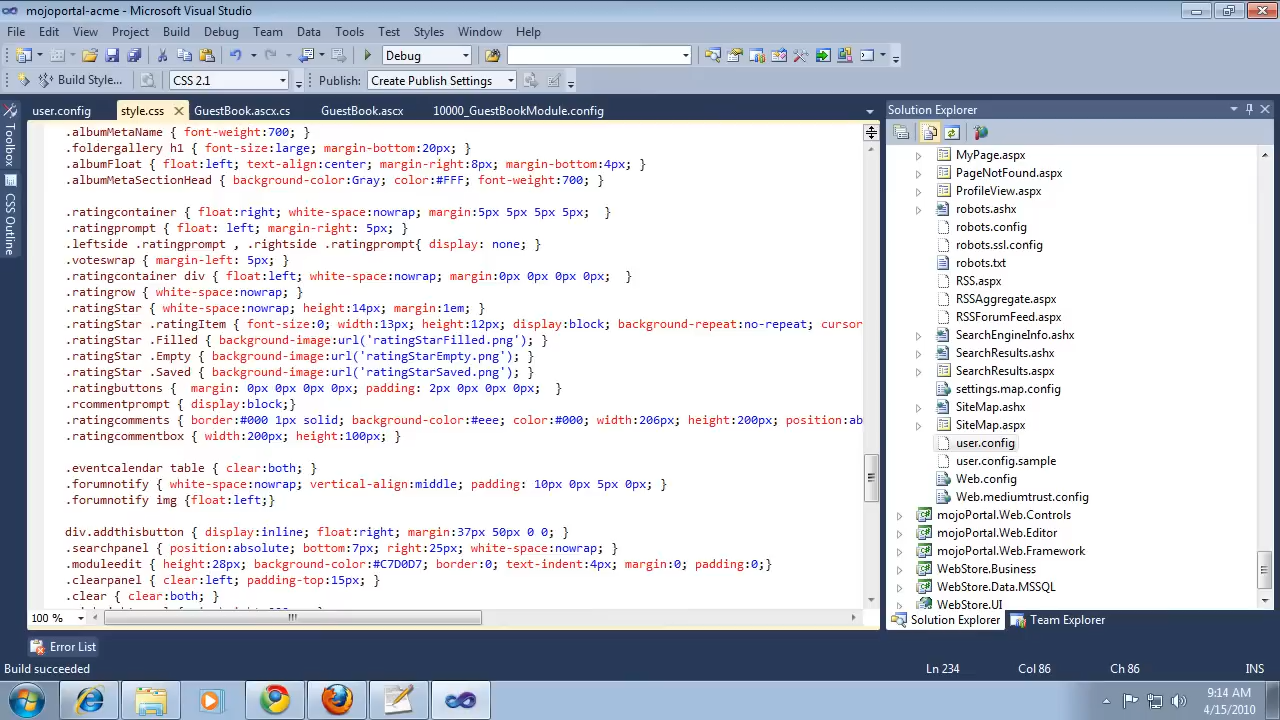 mojoportal-acme - Microsoft Visual Studio
File Edit View Project Build Debug Team Data Tools Test Styles Window Help
Debug
Build Style... CSS 2.1 Publish: Create Publish Settings
user.config style.css GuestBook.ascx.cs GuestBook.ascx 10000_GuestBookModule.config
Toolbox
CSS Outline
.albumMetaName { font-weight:700; }
.foldergallery h1 { font-size:large; margin-bottom:20px; }
.albumFloat { float:left; text-align:center; margin-right:8px; margin-bottom:4px; }
.albumMetaSectionHead { background-color:Gray; color:#FFF; font-weight:700; }
.ratingcontainer { float:right; white-space:nowrap; margin:5px 5px 5px 5px;  }
.ratingprompt { float: left; margin-right: 5px; }
.leftside .ratingprompt , .rightside .ratingprompt{ display: none; }
.voteswrap { margin-left: 5px; }
.ratingcontainer div { float:left; white-space:nowrap; margin:0px 0px 0px 0px;  }
.ratingrow { white-space:nowrap; }
.ratingStar { white-space:nowrap; height:14px; margin:1em; }
.ratingStar .ratingItem { font-size:0; width:13px; height:12px; display:block; background-repeat:no-repeat; cursor
.ratingStar .Filled { background-image:url('ratingStarFilled.png'); }
.ratingStar .Empty { background-image:url('ratingStarEmpty.png'); }
.ratingStar .Saved { background-image:url('ratingStarSaved.png'); }
.ratingbuttons {  margin: 0px 0px 0px 0px; padding: 2px 0px 0px 0px;  }
.rcommentprompt { display:block;}
.ratingcomments { border:#000 1px solid; background-color:#eee; color:#000; width:206px; height:200px; position:ab
.ratingcommentbox { width:200px; height:100px; }
.eventcalendar table { clear:both; }
.forumnotify { white-space:nowrap; vertical-align:middle; padding: 10px 0px 5px 0px; }
.forumnotify img {float:left;}
div.addthisbutton { display:inline; float:right; margin:37px 50px 0 0; }
.searchpanel { position:absolute; bottom:7px; right:25px; white-space:nowrap; }
.moduleedit { height:28px; background-color:#C7D0D7; border:0; text-indent:4px; margin:0; padding:0;}
.clearpanel { clear:left; padding-top:15px; }
.clear { clear:both; }
100 %
Solution Explorer
MyPage.aspx
PageNotFound.aspx
ProfileView.aspx
robots.ashx
robots.config
robots.ssl.config
robots.txt
RSS.aspx
RSSAggregate.aspx
RSSForumFeed.aspx
SearchEngineInfo.ashx
SearchResults.ashx
SearchResults.aspx
settings.map.config
SiteMap.ashx
SiteMap.aspx
user.config
user.config.sample
Web.config
Web.mediumtrust.config
mojoPortal.Web.Controls
mojoPortal.Web.Editor
mojoPortal.Web.Framework
WebStore.Business
WebStore.Data.MSSQL
WebStore.UI
Solution Explorer Team Explorer
Error List
Build succeeded Ln 234 Col 86 Ch 86 INS
9:14 AM
4/15/2010